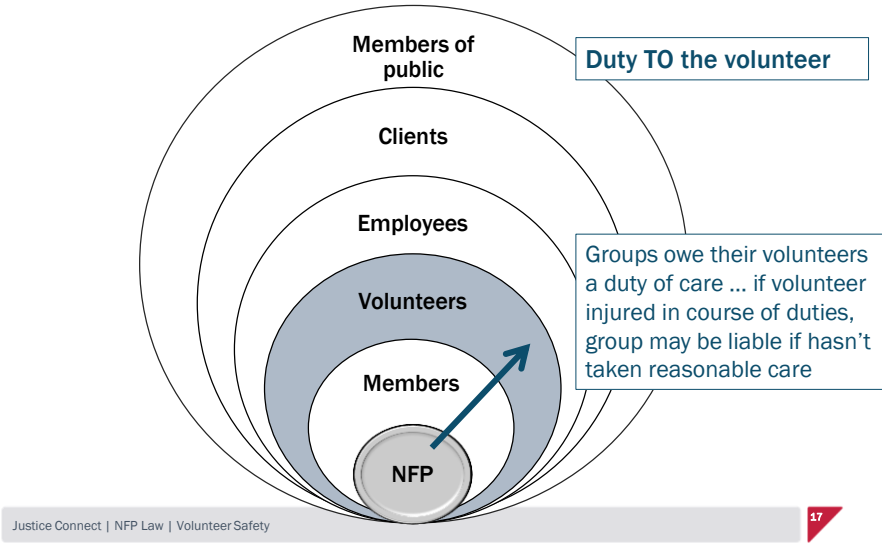 Members of
public
Duty TO the volunteer
Clients
Employees
Groups owe their volunteers
a duty of care ... if volunteer
injured in course of duties,
group may be liable if hasn't
taken reasonable care
Volunteers
Members
NFP
Justice Connect | NFP Law | Volunteer Safety
17